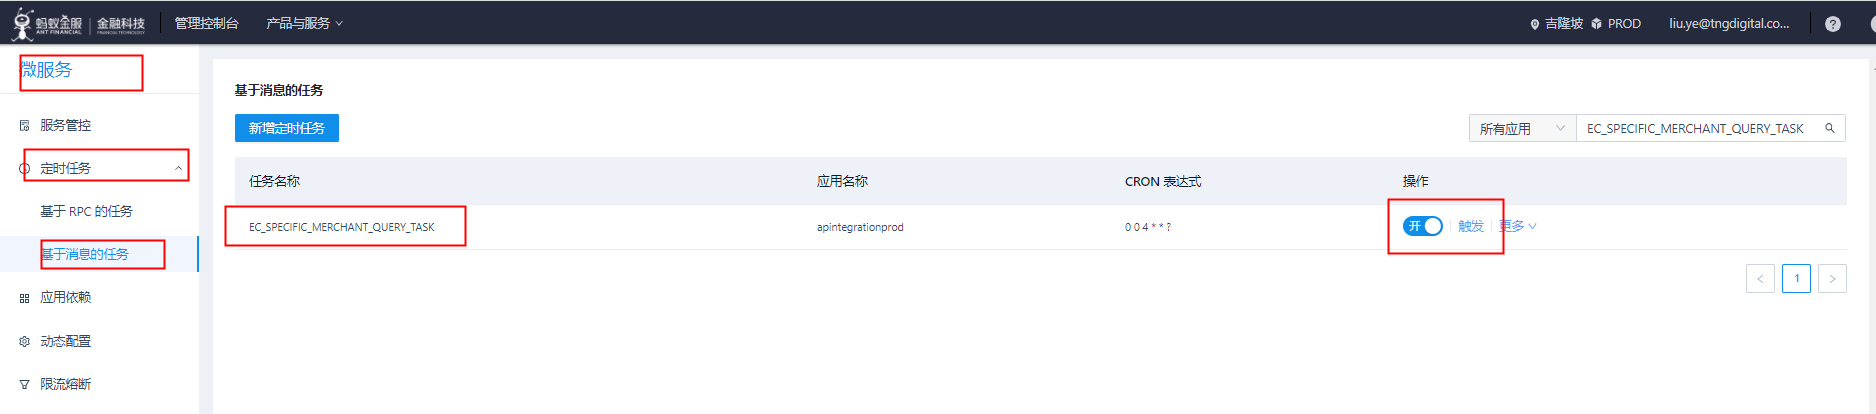 蚂蚁金服 金融科技
ANT FINANCIAL FINANCIAL TECHNOLOGY
管理控制台 产品与服务
吉隆坡 PROD liu.ye@tngdigital.co... ?
微服务
服务管控
定时任务
基于 RPC 的任务
基于消息的任务
应用依赖
动态配置
限流熔断
基于消息的任务
新增定时任务
所有应用 EC_SPECIFIC_MERCHANT_QUERY_TASK
任务名称 应用名称 CRON 表达式 操作
EC_SPECIFIC_MERCHANT_QUERY_TASK apintegrationprod 0 0 4 * * ? 开 触发 更多
< 1 >